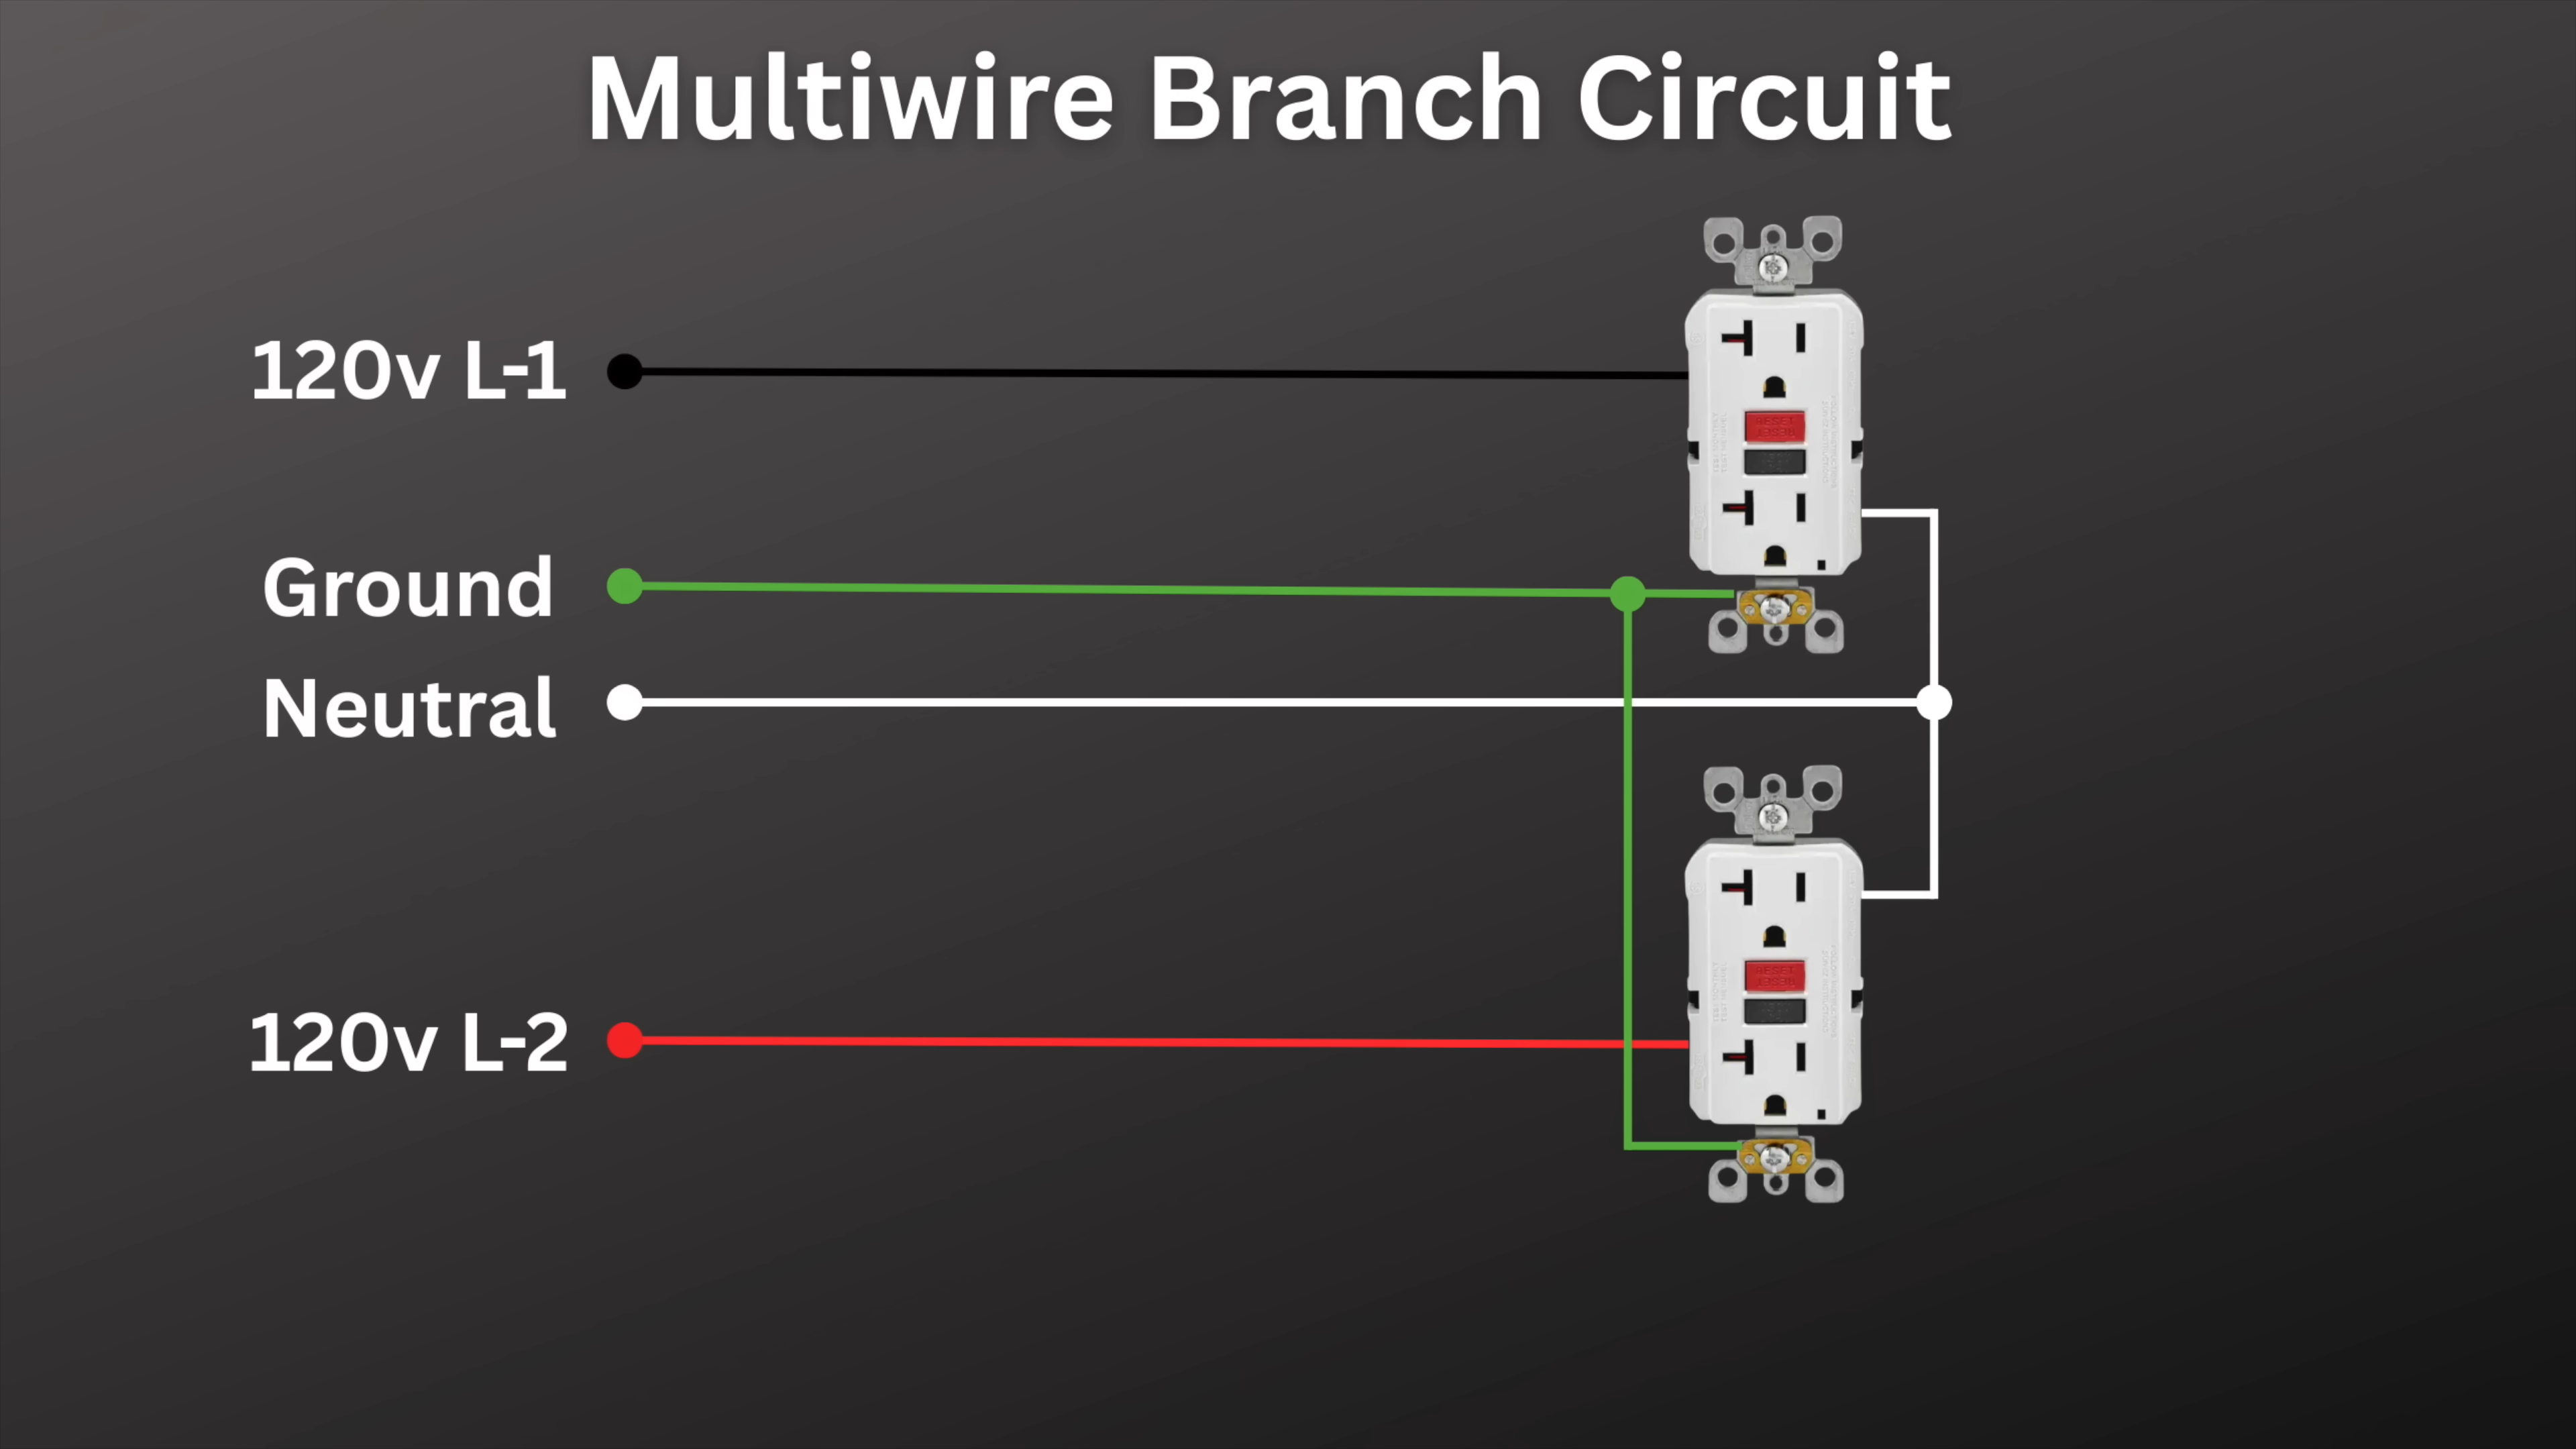 Multiwire Branch Circuit
120v L-1
Ground
Neutral
120v L-2